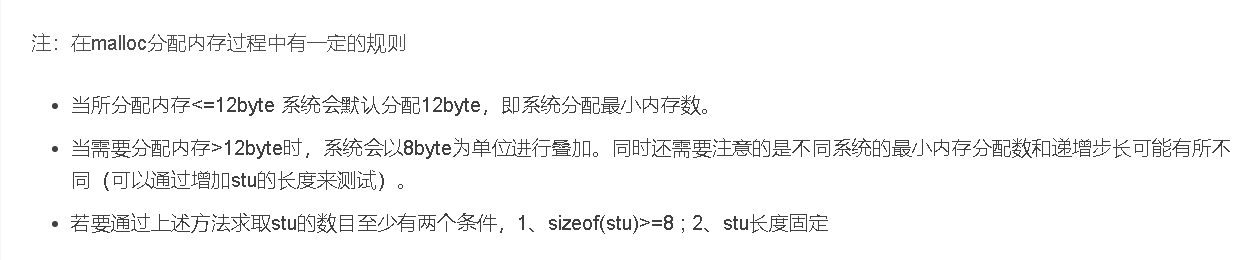 注：在malloc分配内存过程中有一定的规则
当所分配内存<=12byte 系统会默认分配12byte，即系统分配最小内存数。
当需要分配内存>12byte时，系统会以8byte为单位进行叠加。同时还需要注意的是不同系统的最小内存分配数和递增步长可能有所不
同（可以通过增加stu的长度来测试）。
若要通过上述方法求取stu的数目至少有两个条件，1、sizeof(stu)>=8 ; 2、stu长度固定